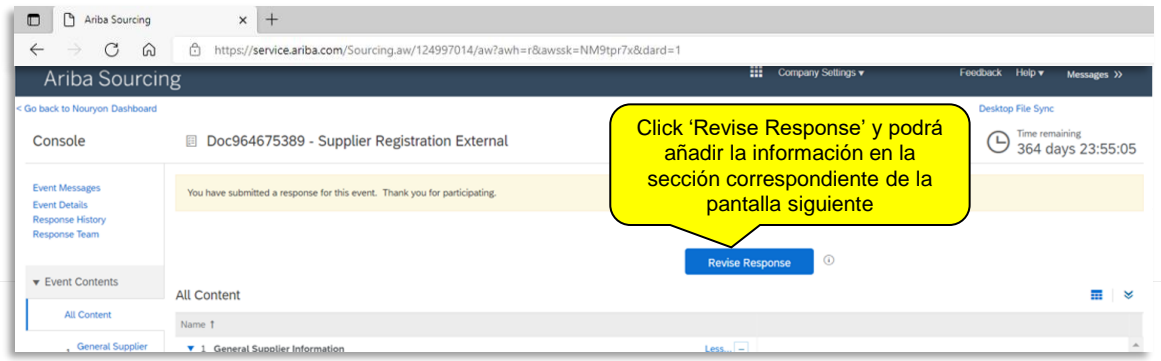 Ariba Sourcing
https://service.ariba.com/Sourcing.aw/124997014/aw?awh=r&awssk=NM9tpr7x&dard=1
Ariba Sourcing
Company Settings ▾
Feedback
Help ▾
Messages »
< Go back to Nouryon Dashboard
Desktop File Sync
Console
Doc964675389 - Supplier Registration External
Time remaining
364 days 23:55:05
Click ‘Revise Response’ y podrá
añadir la información en la
sección correspondiente de la
pantalla siguiente
Event Messages
Event Details
Response History
Response Team
You have submitted a response for this event. Thank you for participating.
Revise Response
▼ Event Contents
All Content
All Content
Name ↑
1 General Supplier
▼ 1 General Supplier Information
Less... −